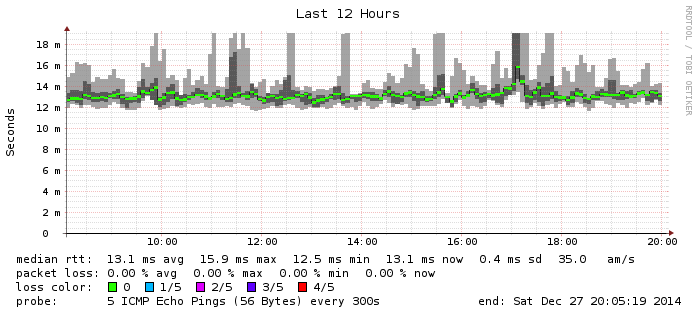 Last 12 Hours
RRDTOOL / TOBI OETIKER
Seconds
18 m
16 m
14 m
12 m
10 m
8 m
6 m
4 m
2 m
0
10:00 12:00 14:00 16:00 18:00 20:00
median rtt: 13.1 ms avg 15.9 ms max 12.5 ms min 13.1 ms now 0.4 ms sd 35.0 am/s
packet loss: 0.00 % avg 0.00 % max 0.00 % min 0.00 % now
loss color: 0 1/5 2/5 3/5 4/5
probe: 5 ICMP Echo Pings (56 Bytes) every 300s end: Sat Dec 27 20:05:19 2014